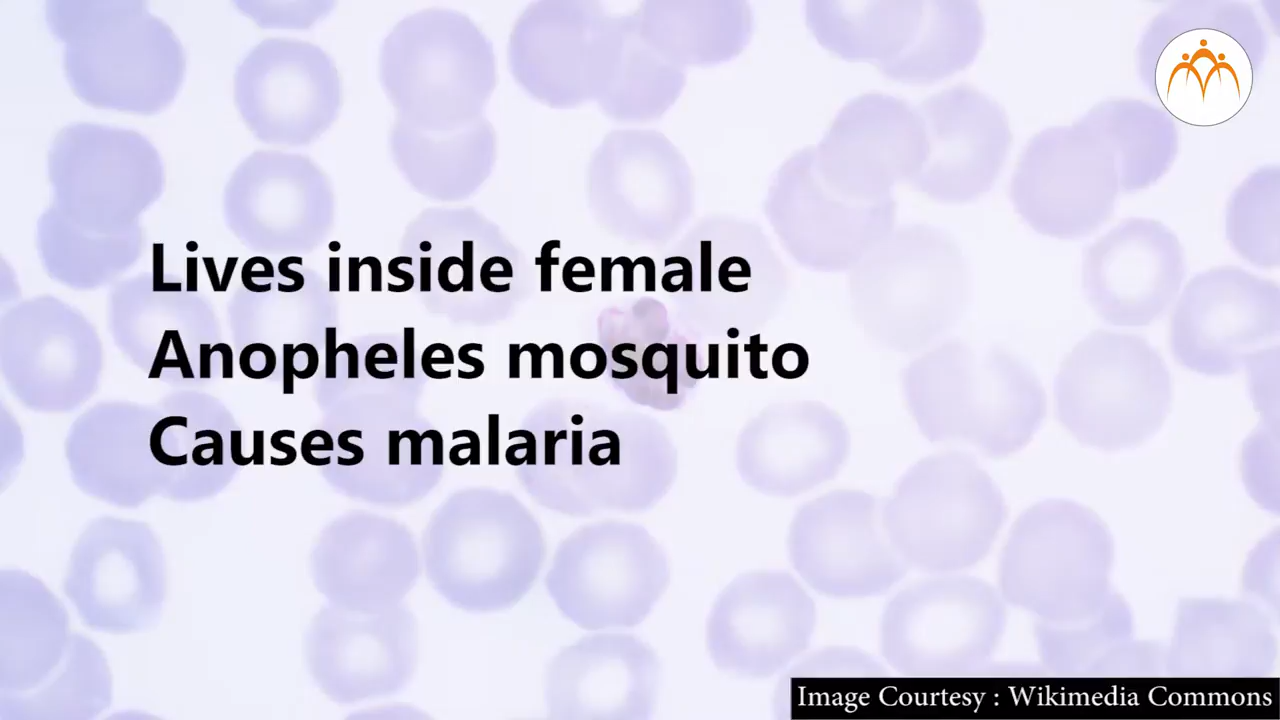 Lives inside female
Anopheles mosquito
Causes malaria
Image Courtesy : Wikimedia Commons